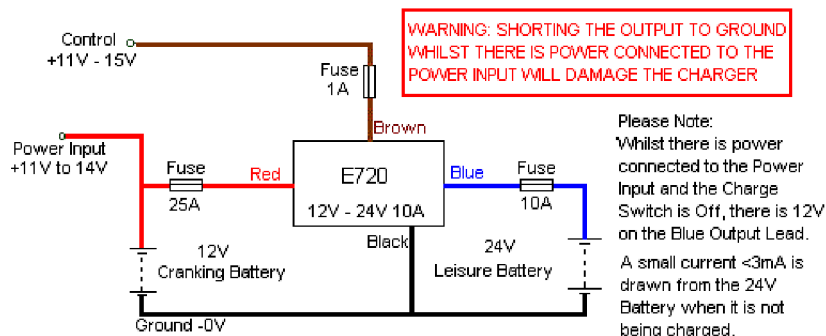 WARNING: SHORTING THE OUTPUT TO GROUND
WHILST THERE IS POWER CONNECTED TO THE
POWER INPUT WILL DAMAGE THE CHARGER
Control
+11V - 15V
Fuse
1A
Brown
Power Input
+11V to 14V
Fuse
25A
Red
E720
12V - 24V 10A
Blue
Fuse
10A
Black
12V
Cranking Battery
24V
Leisure Battery
Ground -0V
Please Note:
Whilst there is power
connected to the Power
Input and the Charge
Switch is Off, there is 12V
on the Blue Output Lead.
A small current <3mA is
drawn from the 24V
Battery when it is not
being charged.